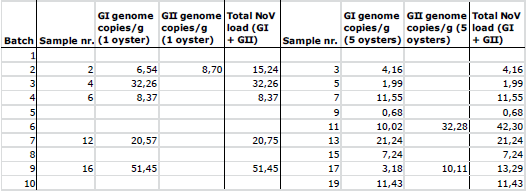 GI genome GII genome Total NoV GI genome GII genome Total NoV
copies/g copies/g load (GI copies/g copies/g (5 load (GI
Batch Sample nr. (1 oyster) (1 oyster) + GII) Sample nr. (5 oysters) oysters) + GII)
1
2 2 6,54 8,70 15,24 3 4,16 4,16
3 4 32,26 32,26 5 1,99 1,99
4 6 8,37 8,37 7 11,55 11,55
5 9 0,68 0,68
6 11 10,02 32,28 42,30
7 12 20,57 20,75 13 21,24 21,24
8 15 7,24 7,24
9 16 51,45 51,45 17 3,18 10,11 13,29
10 19 11,43 11,43